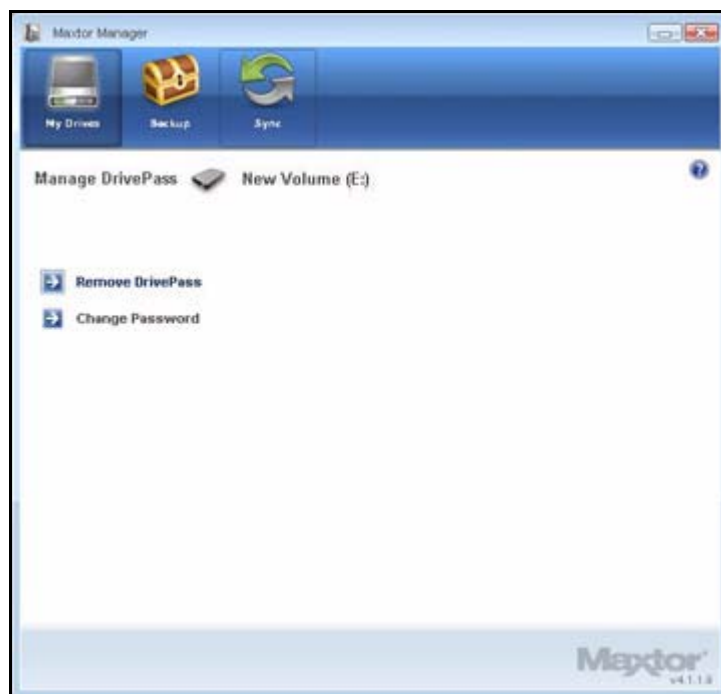 Maxtor Manager
My Drives Backup Sync
Manage DrivePass New Volume (E:)
?
Remove DrivePass
Change Password
Maxtor